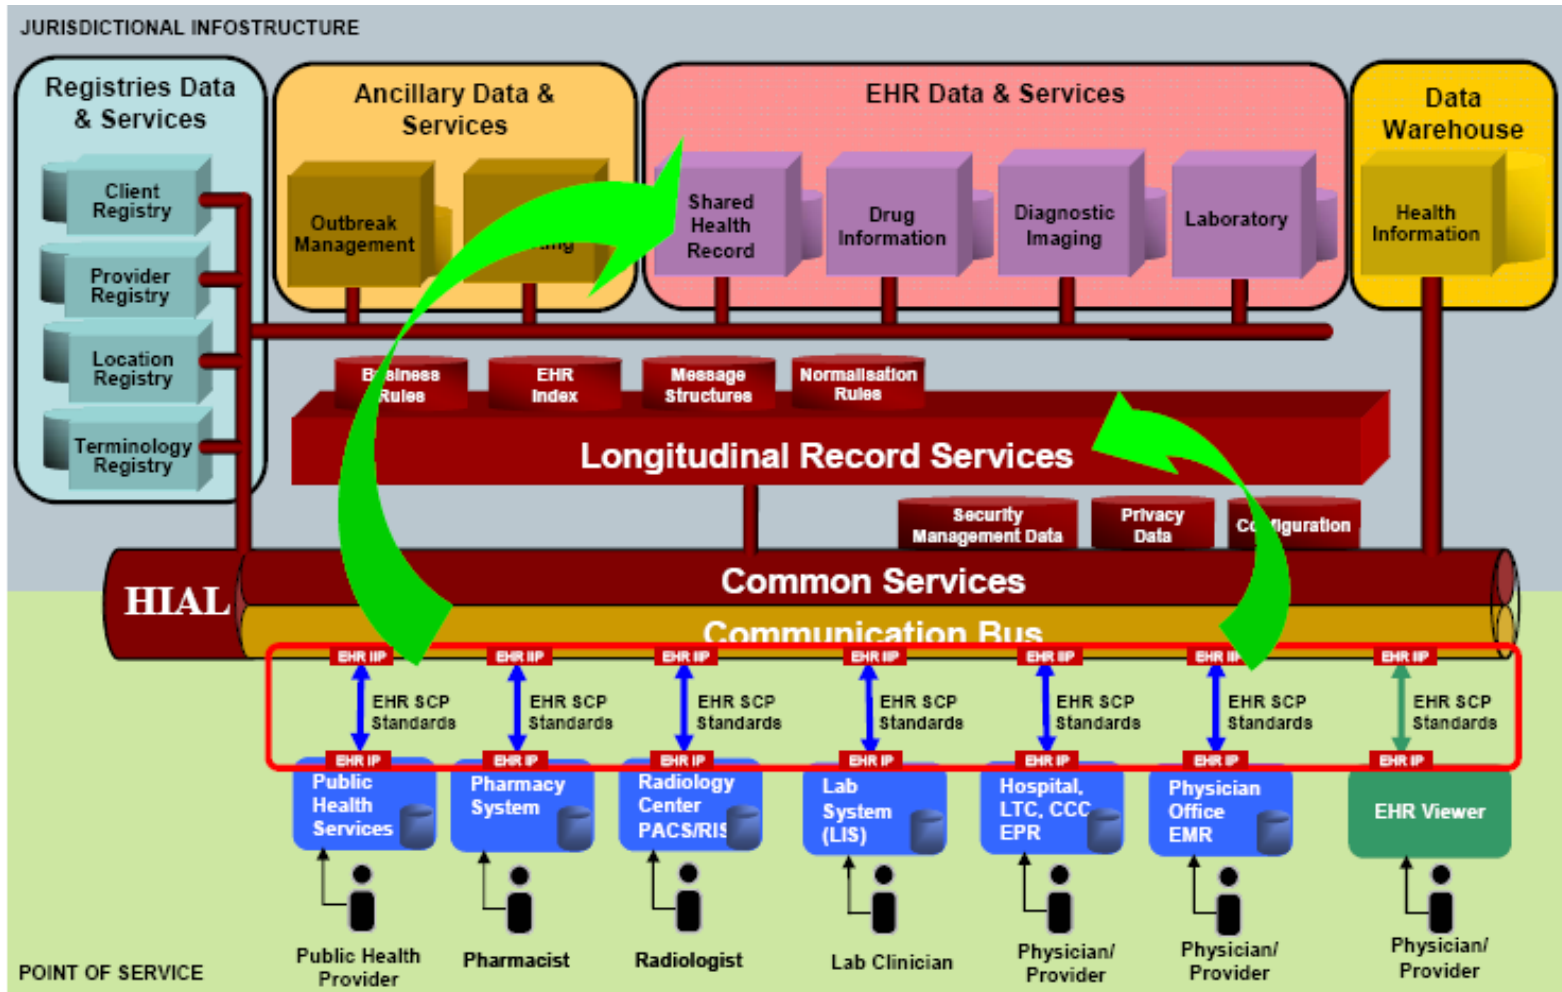 JURISDICTIONAL INFOSTRUCTURE
Registries Data
& Services
Client
Registry
Provider
Registry
Location
Registry
Terminology
Registry
Ancillary Data &
Services
Outbreak
Management
EHR Data & Services
Shared
Health
Record
Drug
Information
Diagnostic
Imaging
Laboratory
Data
Warehouse
Health
Information
Business
Rules
EHR
Index
Message
Structures
Normalisation
Rules
Longitudinal Record Services
Security
Management Data
Privacy
Data
Configuration
HIAL
Common Services
Communication Bus
EHR IIP
EHR IIP
EHR IIP
EHR IIP
EHR IIP
EHR IIP
EHR IIP
EHR SCP
Standards
EHR SCP
Standards
EHR SCP
Standards
EHR SCP
Standards
EHR SCP
Standards
EHR SCP
Standards
EHR SCP
Standards
EHR IP
EHR IP
EHR IP
EHR IP
EHR IP
EHR IP
EHR IP
Public
Health
Services
Pharmacy
System
Radiology
Center
PACS/RIS
Lab
System
(LIS)
Hospital,
LTC, CCC,
EPR
Physician
Office
EMR
EHR Viewer
Public Health
Provider
Pharmacist
Radiologist
Lab Clinician
Physician/
Provider
Physician/
Provider
Physician/
Provider
POINT OF SERVICE